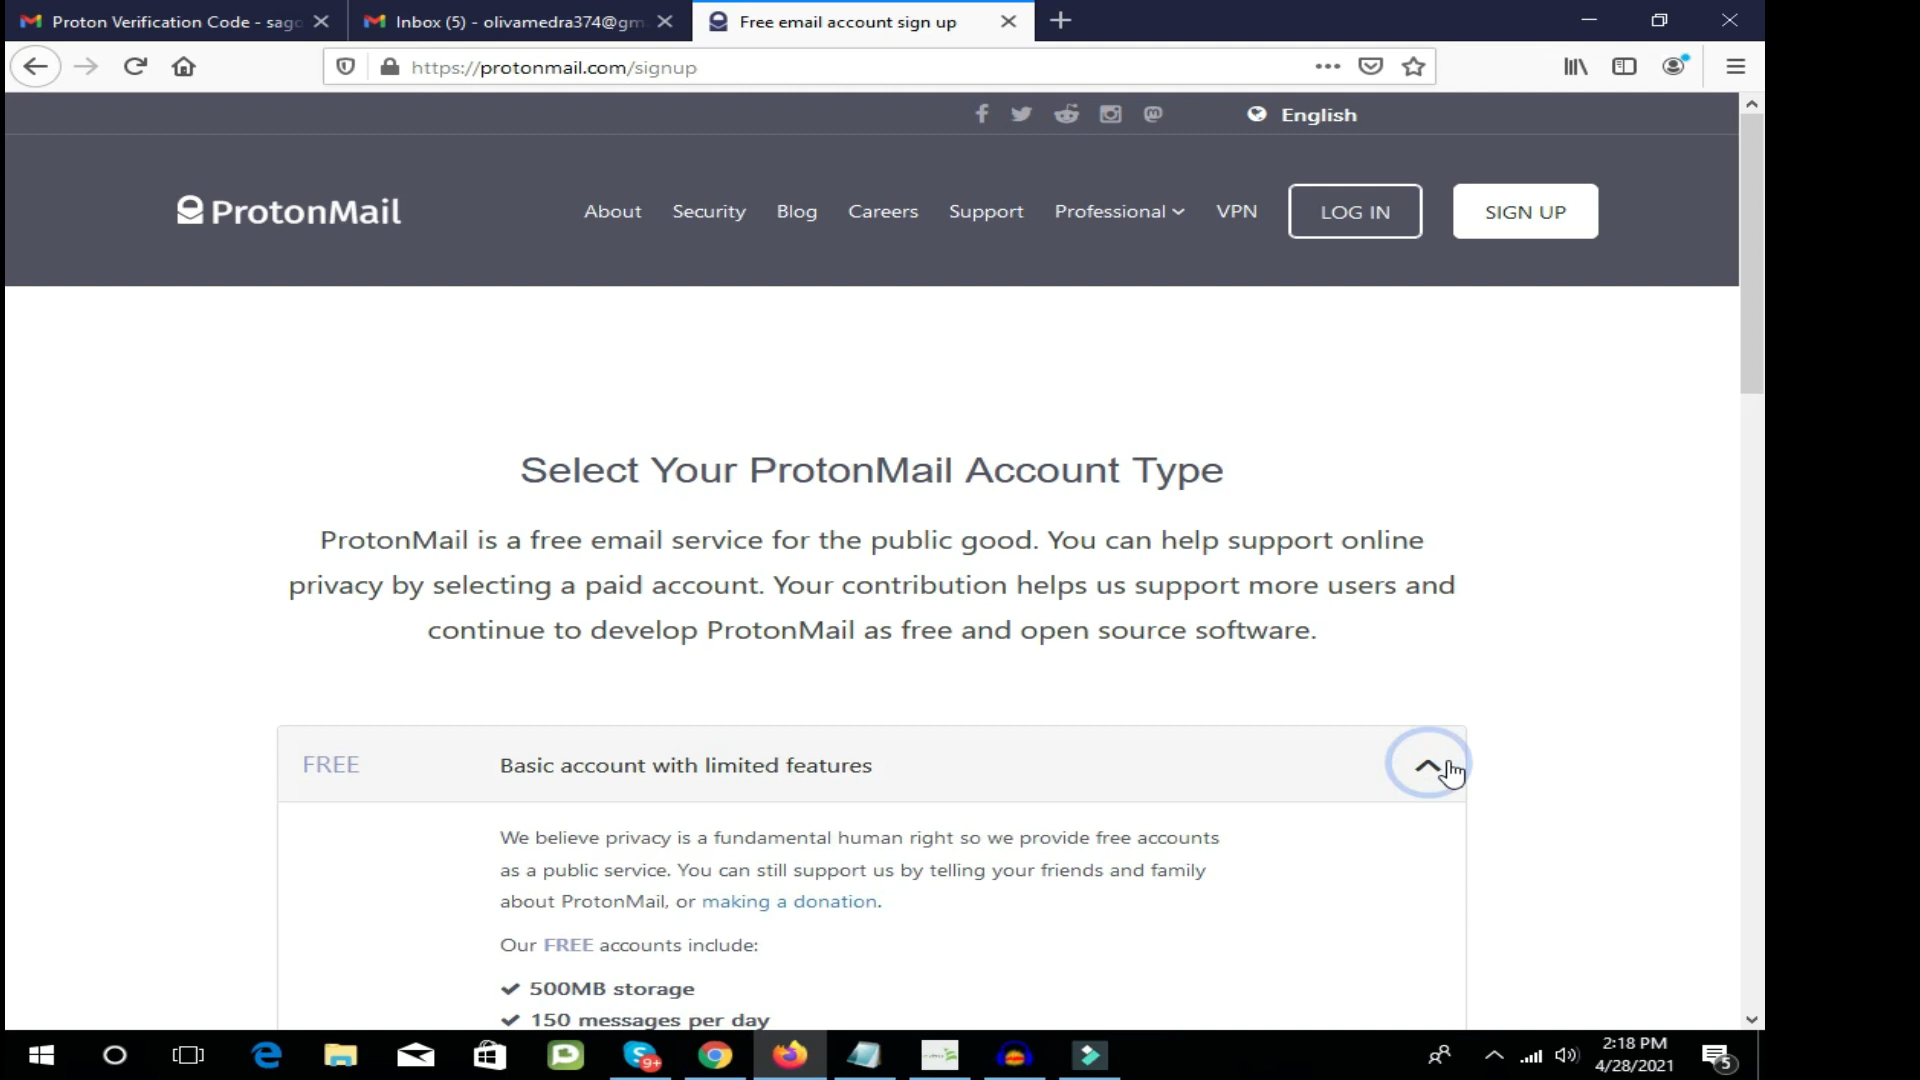 Proton Verification Code - sago
Inbox (5) - olivamedra374@gm
Free email account sign up
https://protonmail.com/signup
English
ProtonMail
About
Security
Blog
Careers
Support
Professional
VPN
LOG IN
SIGN UP
Select Your ProtonMail Account Type
ProtonMail is a free email service for the public good. You can help support online
privacy by selecting a paid account. Your contribution helps us support more users and
continue to develop ProtonMail as free and open source software.
FREE
Basic account with limited features
We believe privacy is a fundamental human right so we provide free accounts
as a public service. You can still support us by telling your friends and family
about ProtonMail, or making a donation.
Our FREE accounts include:
500MB storage
150 messages per day
9+
2:18 PM
4/28/2021
5